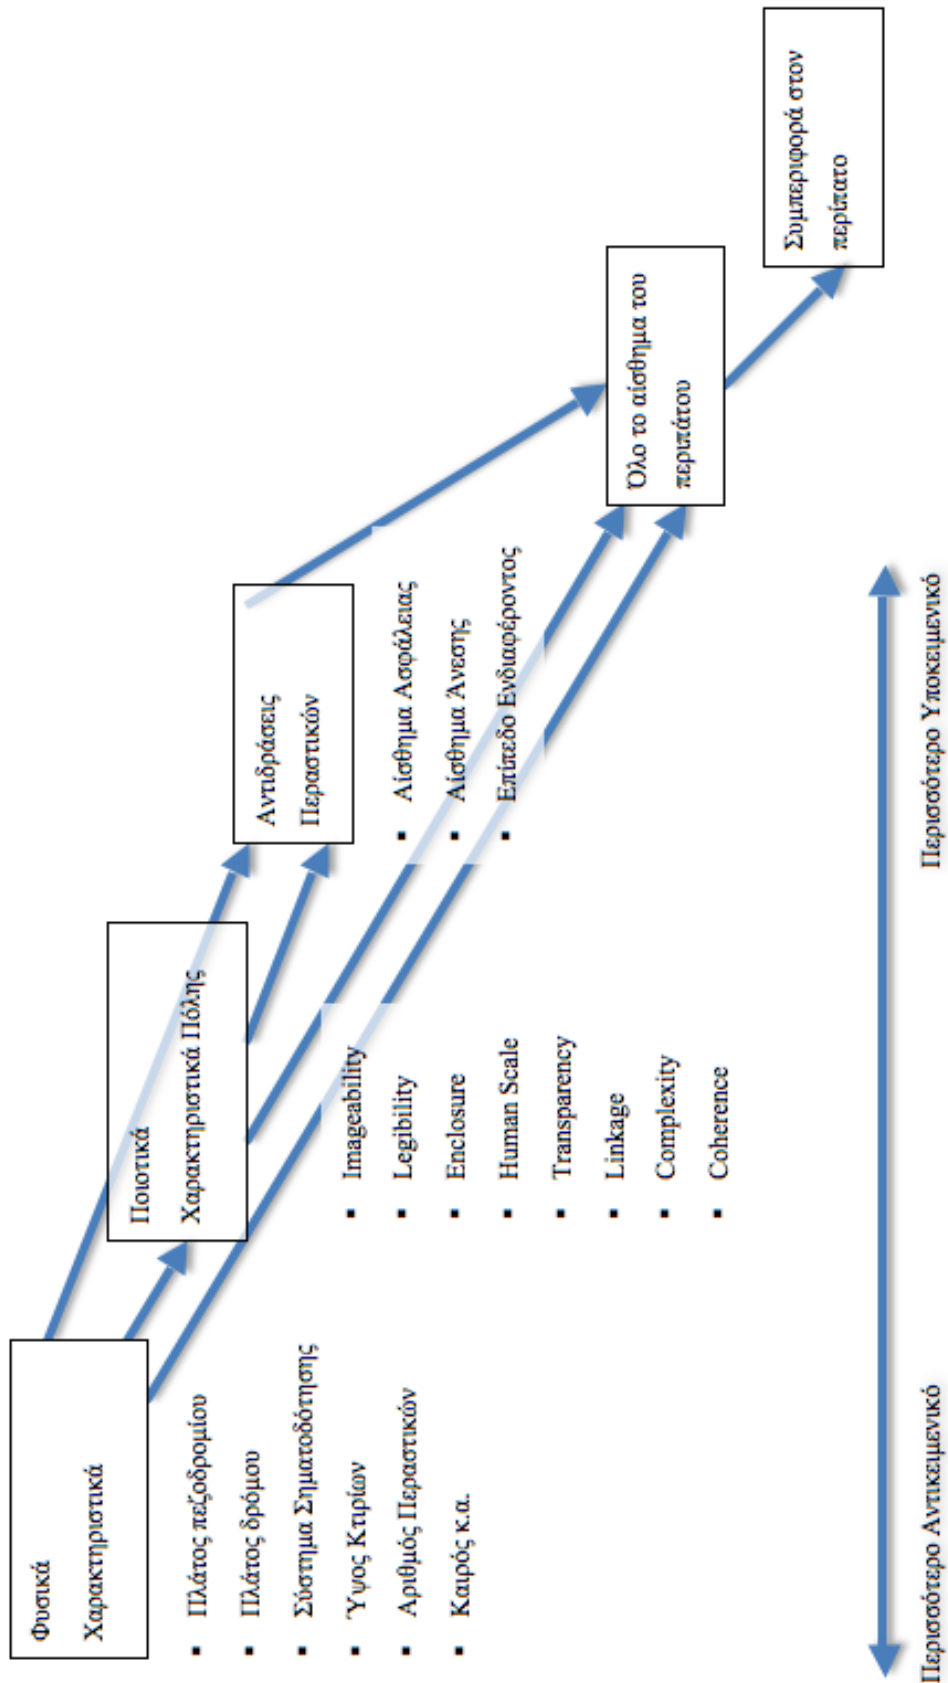 Φυσικά
Χαρακτηριστικά
▪ Πλάτος πεζοδρομίου
▪ Πλάτος δρόμου
▪ Σύστημα Σηματοδότησης
▪ Ύψος Κτιρίων
▪ Αριθμός Περαστικών
▪ Καιρός κ.α.
Ποιοτικά
Χαρακτηριστικά Πόλης
▪ Imageability
▪ Legibility
▪ Enclosure
▪ Human Scale
▪ Transparency
▪ Linkage
▪ Complexity
▪ Coherence
Αντιδράσεις
Περαστικών
▪ Αίσθημα Ασφάλειας
▪ Αίσθημα Άνεσης
▪ Επίπεδο Ενδιαφέροντος
Όλο το αίσθημα του
περιπάτου
Συμπεριφορά στον
περίπατο
Περισσότερο Αντικειμενικό
Περισσότερο Υποκειμενικό